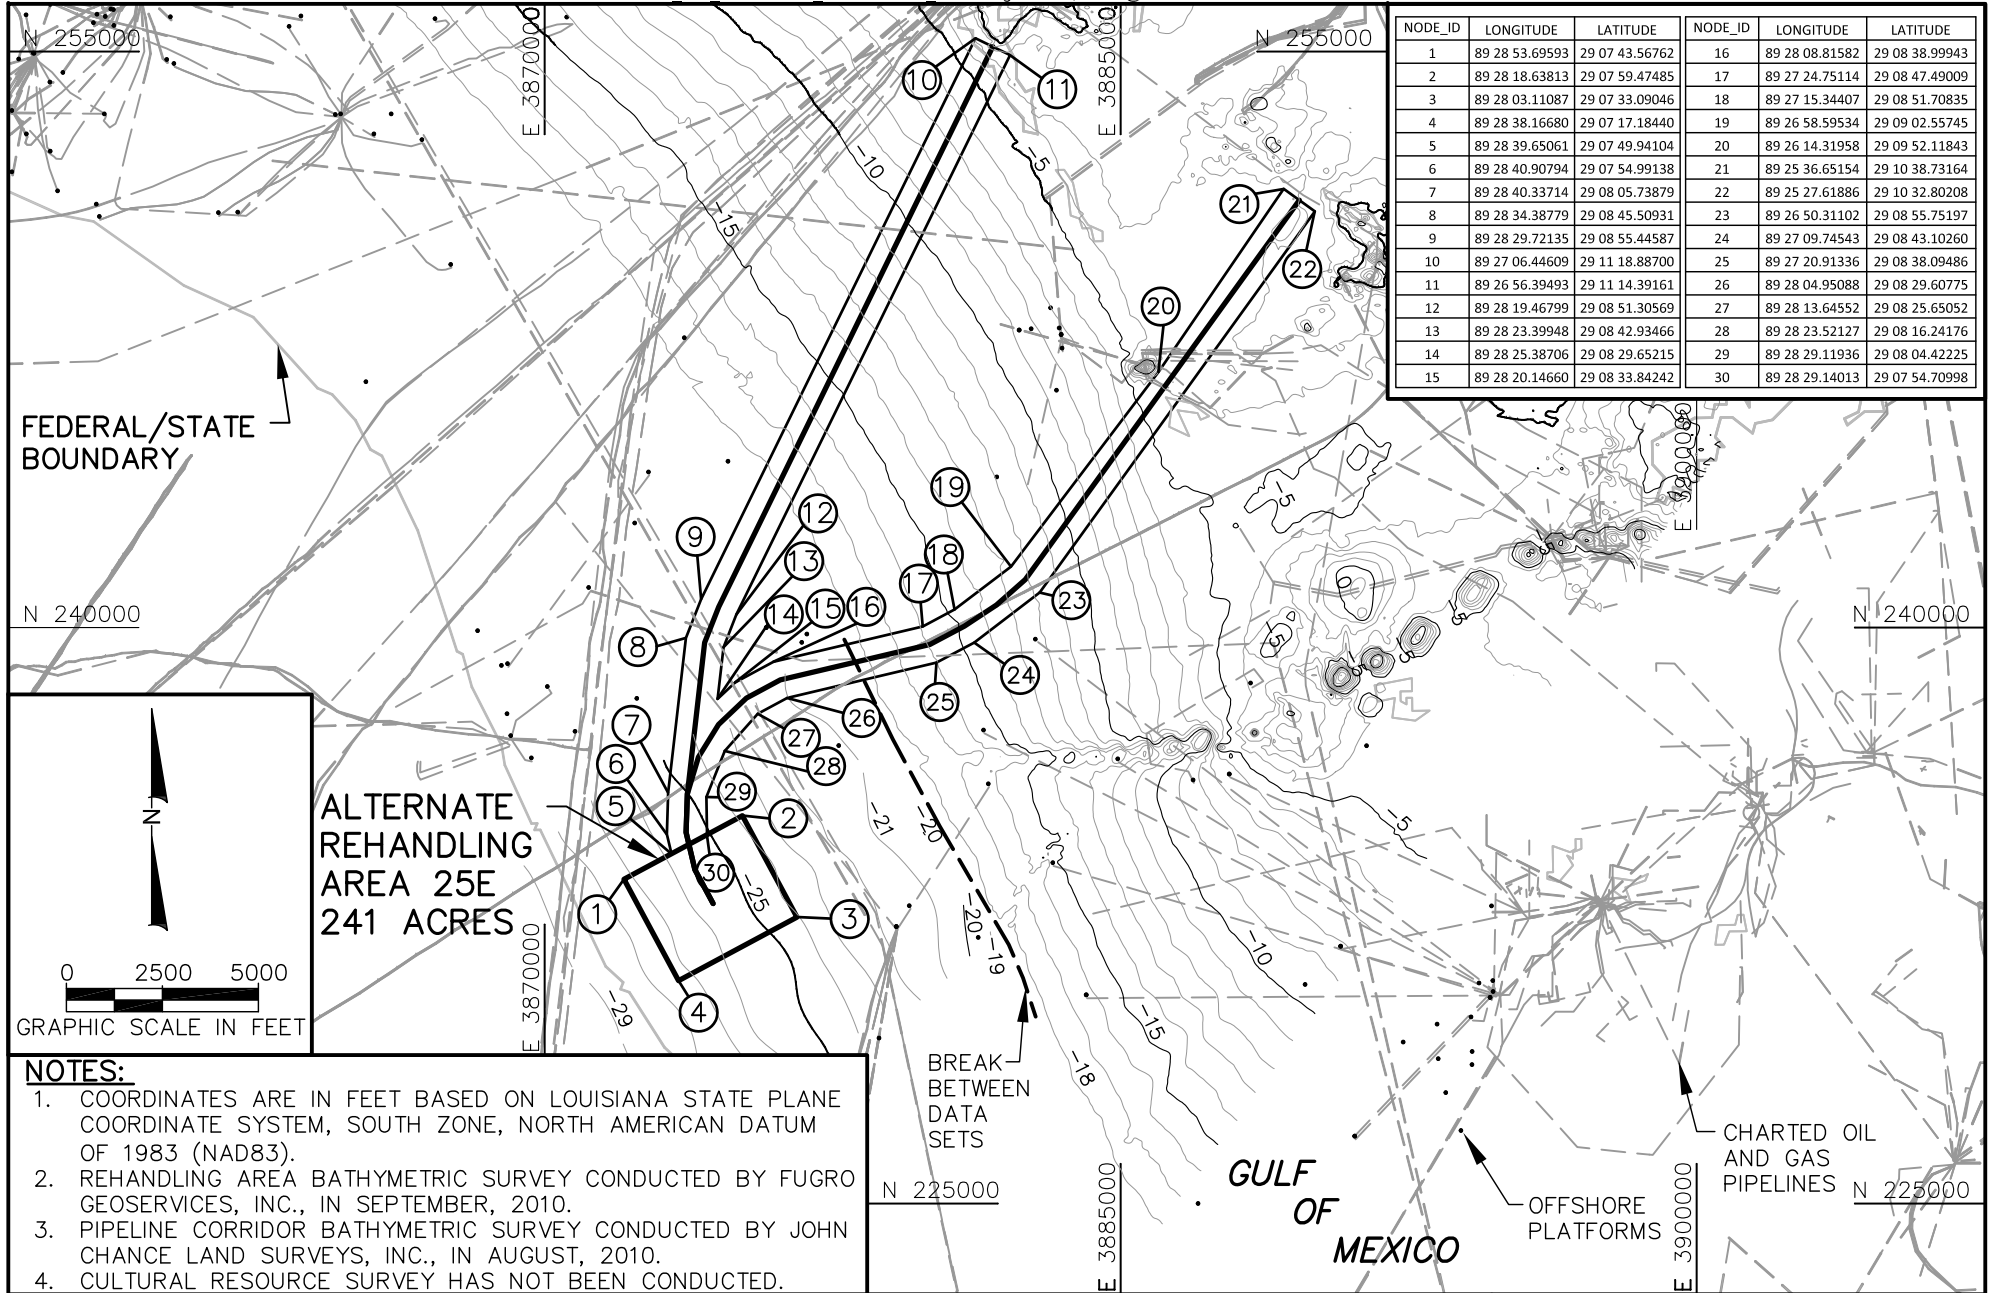 N 255000
E 3870000
N 255000
E 3885000
NODE_ID LONGITUDE LATITUDE NODE_ID LONGITUDE LATITUDE
1 89 28 53.69593 29 07 43.56762 16 89 28 08.81582 29 08 38.99943
2 89 28 18.63813 29 07 59.47485 17 89 27 24.75114 29 08 47.49009
3 89 28 03.11087 29 07 33.09046 18 89 27 15.34407 29 08 51.70835
4 89 28 38.16680 29 07 17.18440 19 89 26 58.59534 29 09 02.55745
5 89 28 39.65061 29 07 49.94104 20 89 26 14.31958 29 09 52.11843
6 89 28 40.90794 29 07 54.99138 21 89 25 36.65154 29 10 38.73164
7 89 28 40.33714 29 08 05.73879 22 89 25 27.61886 29 10 32.80208
8 89 28 34.38779 29 08 45.50931 23 89 26 50.31102 29 08 55.75197
9 89 28 29.72135 29 08 55.44587 24 89 27 09.74543 29 08 43.10260
10 89 27 06.44609 29 11 18.88700 25 89 27 20.91336 29 08 38.09486
11 89 26 56.39493 29 11 14.39161 26 89 28 04.95088 29 08 29.60775
12 89 28 19.46799 29 08 51.30569 27 89 28 13.64552 29 08 25.65052
13 89 28 23.39948 29 08 42.93466 28 89 28 23.52127 29 08 16.24176
14 89 28 25.38706 29 08 29.65215 29 89 28 29.11936 29 08 04.42225
15 89 28 20.14660 29 08 33.84242 30 89 28 29.14013 29 07 54.70998
10
11
-5
-10
-15
21
22
20
FEDERAL/STATE
BOUNDARY
E 3900000
19
-5
12
9
13
18
17
0
23
-5
-5
-5
N 240000
N 240000
8
14
15
16
24
25
26
7
27
28
6
29
5
2
ALTERNATE
REHANDLING
AREA 25E
241 ACRES
-21
-20
-5
30
-25
1
3
4
-20
-19
-10
-15
-18
-29
N
0 2500 5000
GRAPHIC SCALE IN FEET
E 3870000
BREAK
BETWEEN
DATA
SETS
NOTES:
1. COORDINATES ARE IN FEET BASED ON LOUISIANA STATE PLANE
COORDINATE SYSTEM, SOUTH ZONE, NORTH AMERICAN DATUM
OF 1983 (NAD83).
2. REHANDLING AREA BATHYMETRIC SURVEY CONDUCTED BY FUGRO
GEOSERVICES, INC., IN SEPTEMBER, 2010.
3. PIPELINE CORRIDOR BATHYMETRIC SURVEY CONDUCTED BY JOHN
CHANCE LAND SURVEYS, INC., IN AUGUST, 2010.
4. CULTURAL RESOURCE SURVEY HAS NOT BEEN CONDUCTED.
N 225000
E 3885000
GULF
OF
MEXICO
OFFSHORE
PLATFORMS
CHARTED OIL
AND GAS
PIPELINES
N 225000
E 3900000